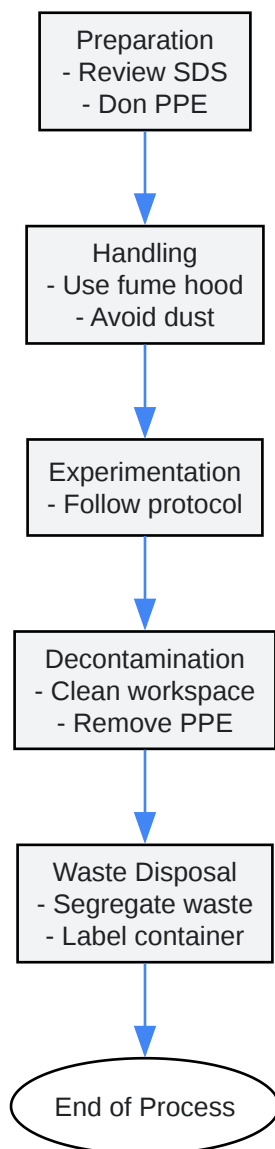 Preparation
- Review SDS
- Don PPE
Handling
- Use fume hood
- Avoid dust
Experimentation
- Follow protocol
Decontamination
- Clean workspace
- Remove PPE
Waste Disposal
- Segregate waste
- Label container
End of Process